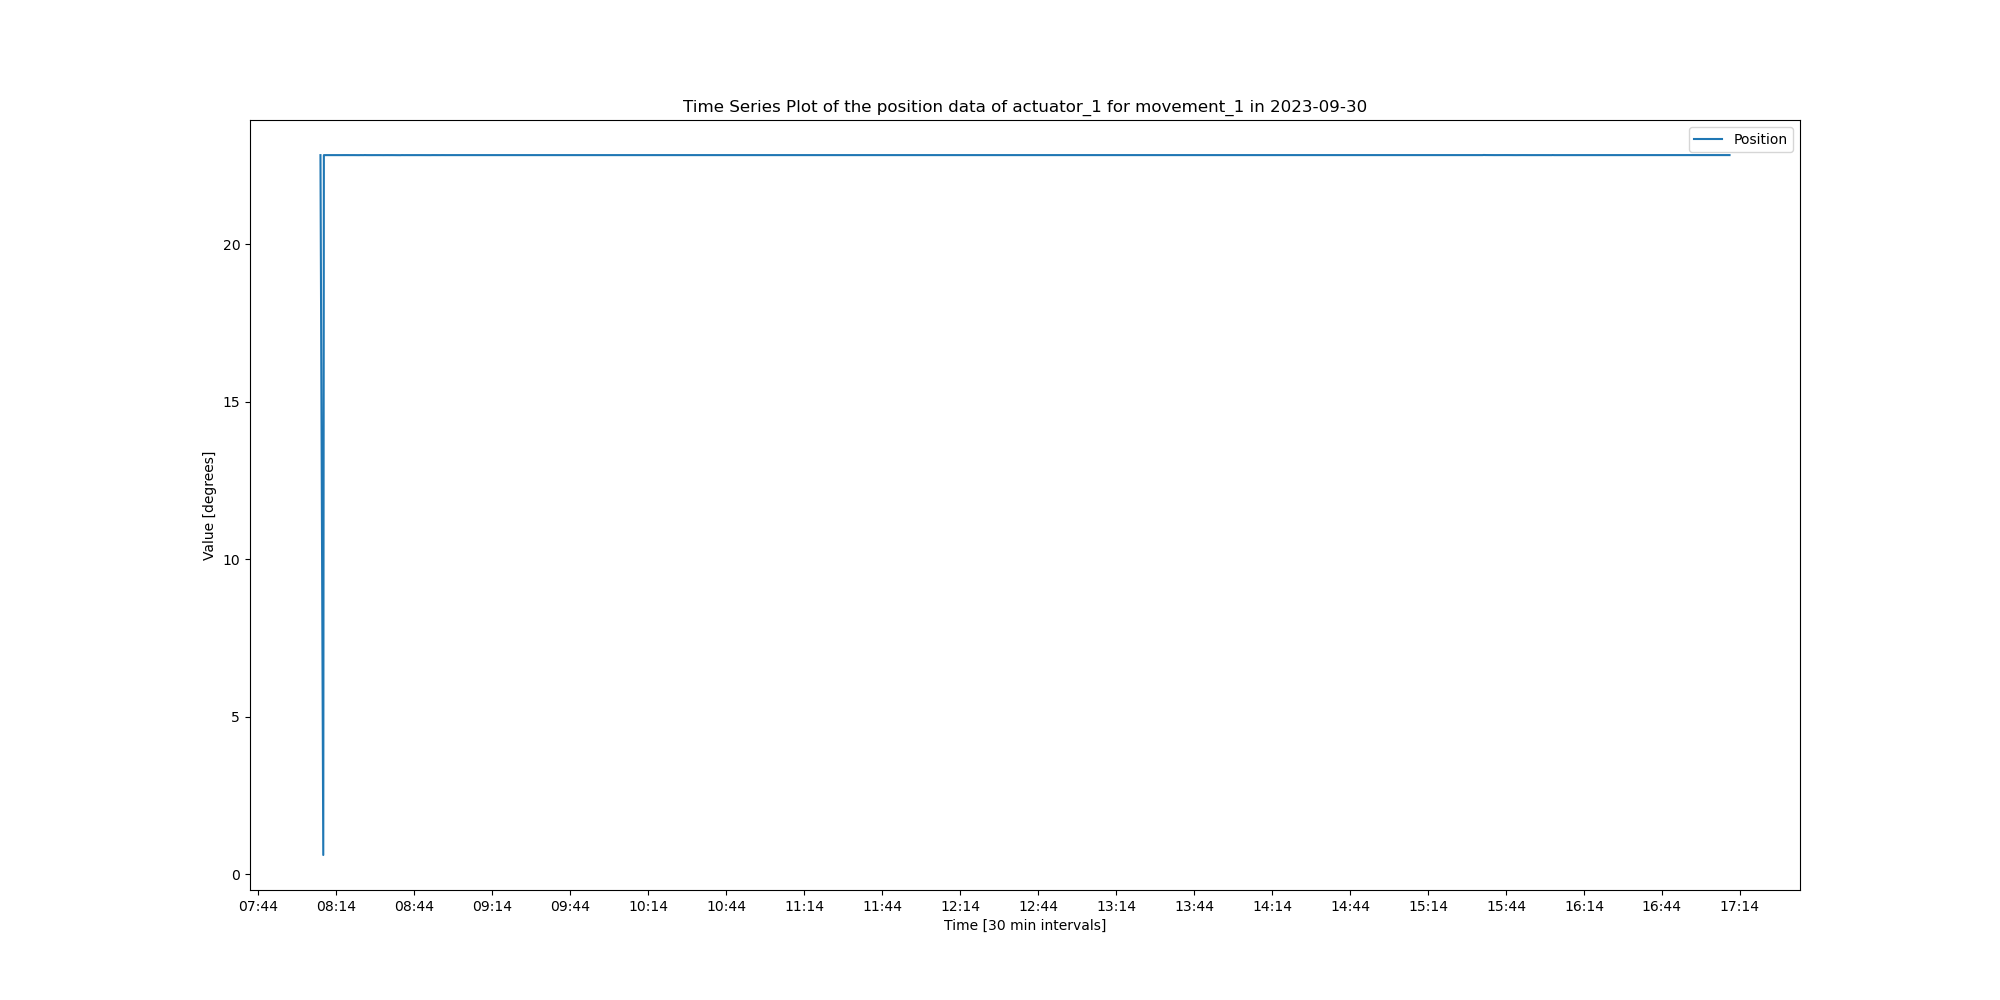 Time Series Plot of the position data of actuator_1 for movement_1 in 2023-09-30
Position
Value [degrees]
20
15
10
5
0
07:44 08:14 08:44 09:14 09:44 10:14 10:44 11:14 11:44 12:14 12:44 13:14 13:44 14:14 14:44 15:14 15:44 16:14 16:44 17:14
Time [30 min intervals]